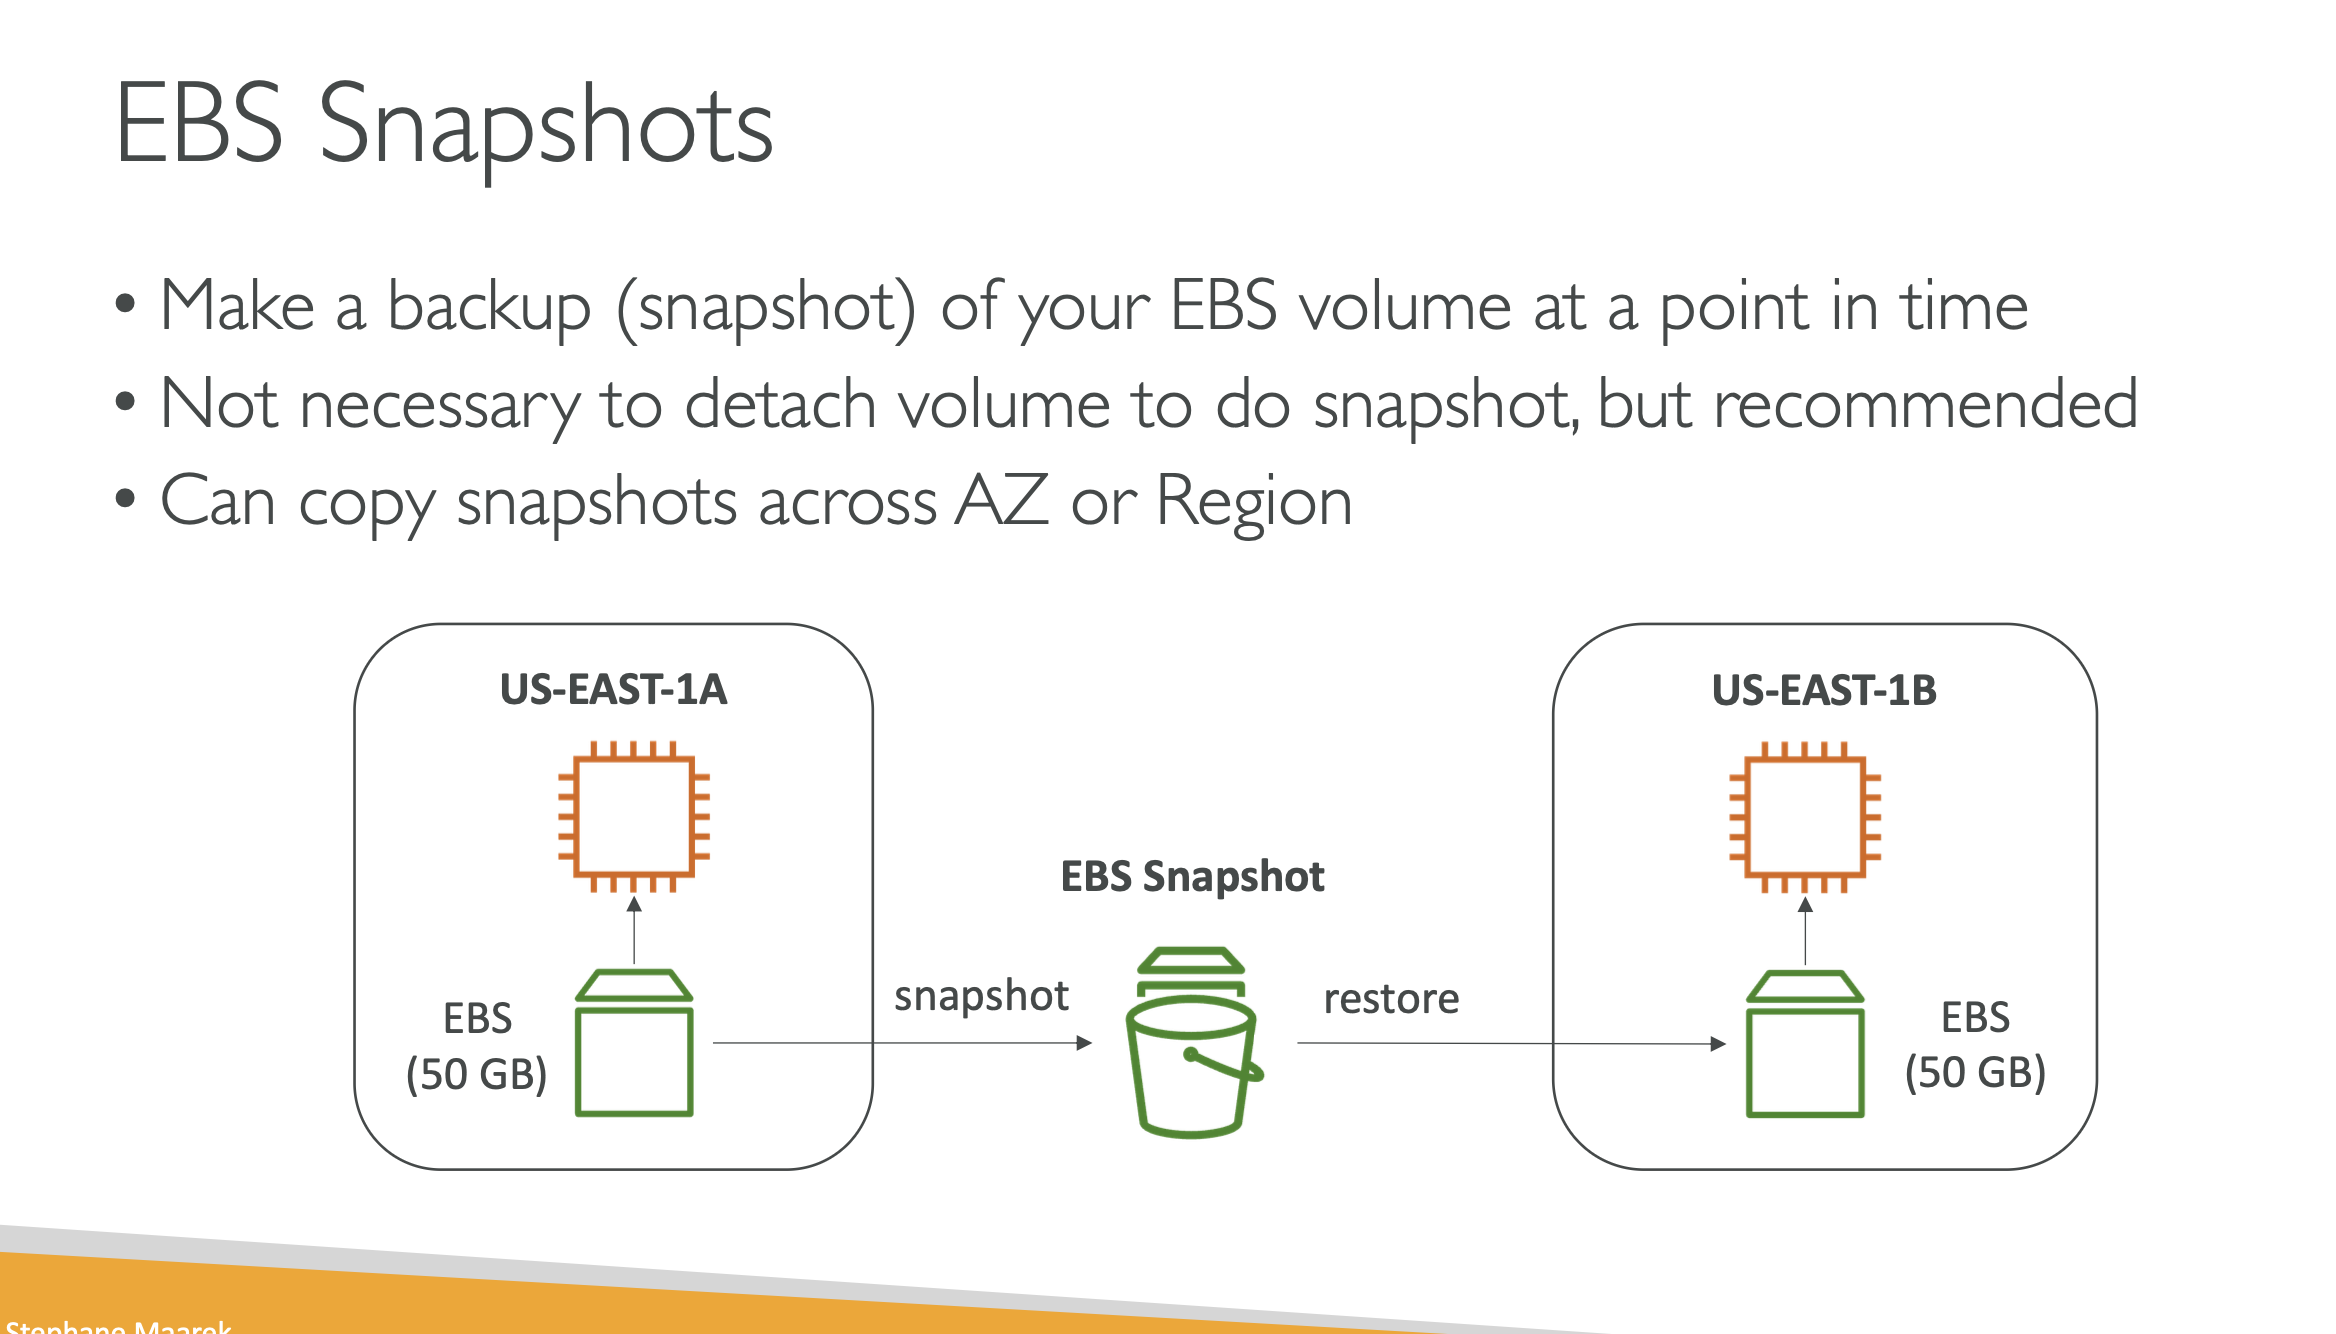 EBS Snapshots
• Make a backup (snapshot) of your EBS volume at a point in time
• Not necessary to detach volume to do snapshot, but recommended
• Can copy snapshots across AZ or Region
US-EAST-1A
US-EAST-1B
EBS Snapshot
snapshot
restore
EBS
(50 GB)
EBS
(50 GB)
Stephane Maarek